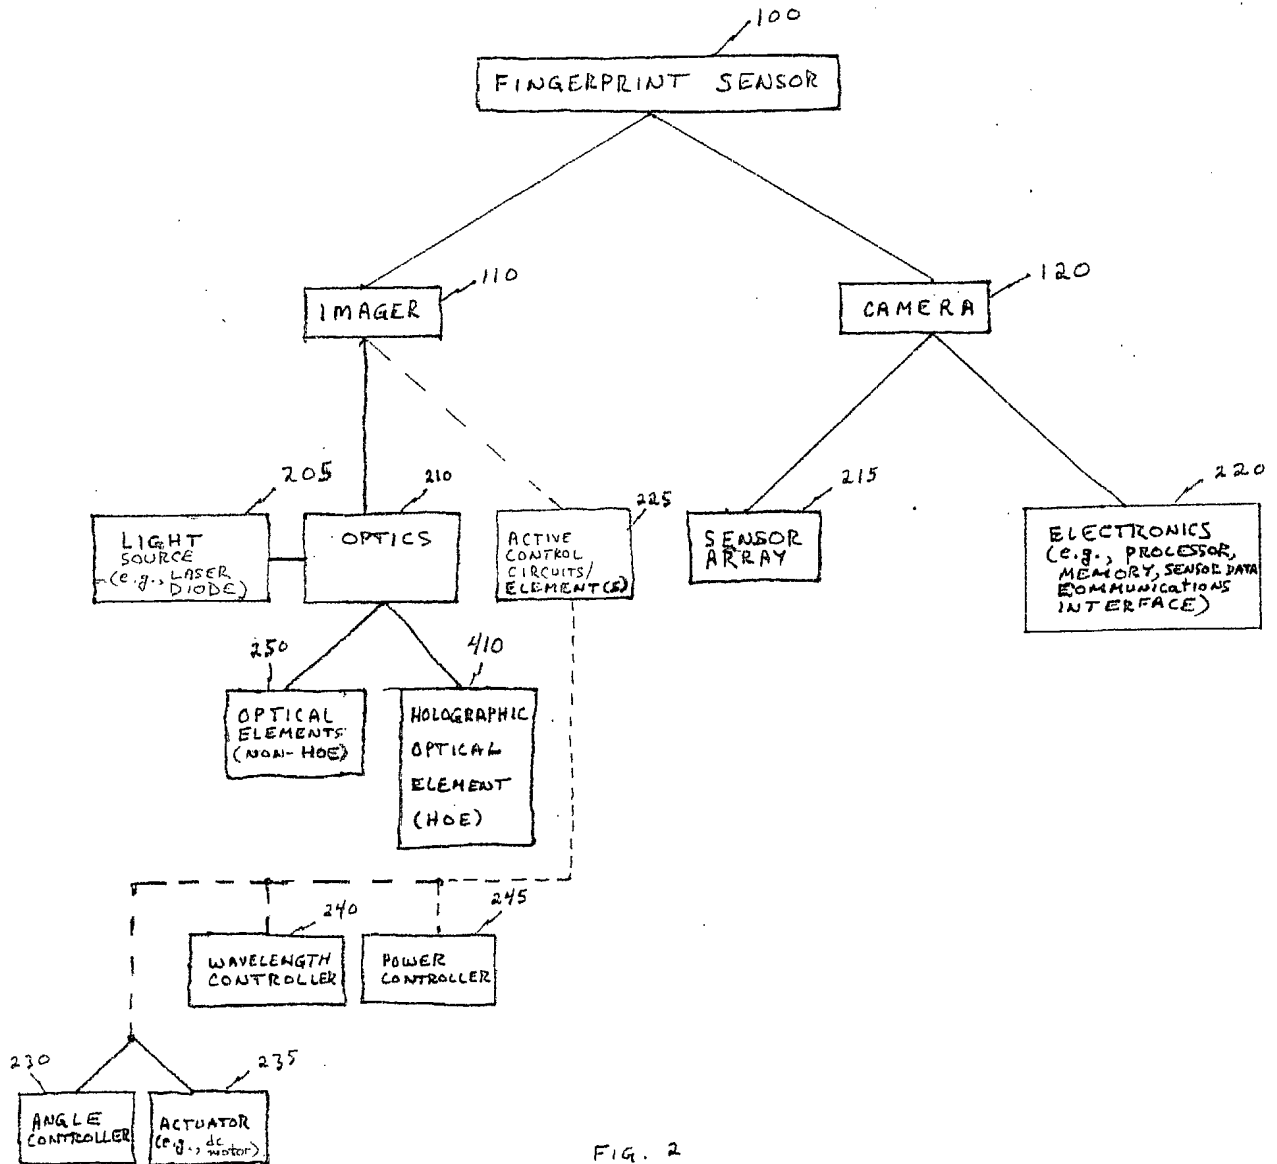 100
FINGERPRINT SENSOR
110
IMAGER
120
CAMERA
205
LIGHT
SOURCE
(e.g., LASER
DIODE)
210
OPTICS
225
ACTIVE
CONTROL
CIRCUITS/
ELEMENT(S)
215
SENSOR
ARRAY
220
ELECTRONICS
(e.g., PROCESSOR,
MEMORY, SENSOR DATA
COMMUNICATIONS
INTERFACE)
250
OPTICAL
ELEMENTS
(NON-HOE)
410
HOLOGRAPHIC
OPTICAL
ELEMENT
(HOE)
240
WAVELENGTH
CONTROLLER
245
POWER
CONTROLLER
230
ANGLE
CONTROLLER
235
ACTUATOR
(e.g., dc
motor)
FIG. 2